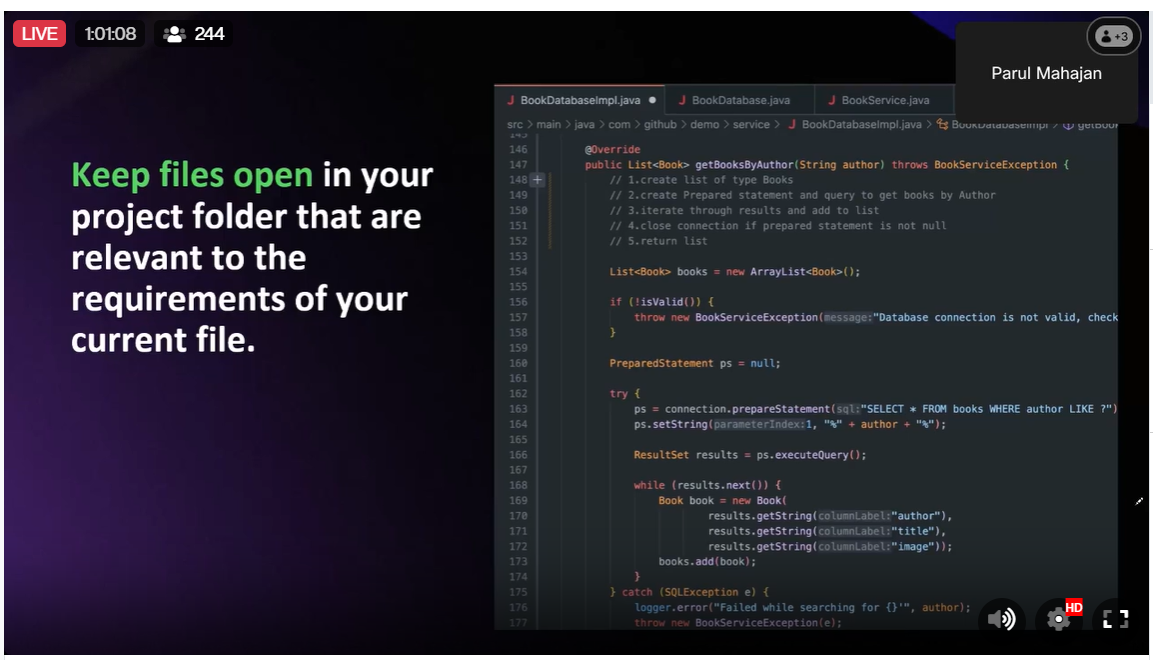 LIVE 1:01:08 244
+3
Parul Mahajan
Keep files open in your
project folder that are
relevant to the
requirements of your
current file.
J BookDatabaseImpl.java ● J BookDatabase.java J BookService.java
src > main > java > com > github > demo > service > J BookDatabaseImpl.java > BookDatabaseImpl >
145
146 @Override
147 public List<Book> getBooksByAuthor(String author) throws BookServiceException {
148 + // 1.create list of type Books
149 // 2.create Prepared statement and query to get books by Author
150 // 3.iterate through results and add to list
151 // 4.close connection if prepared statement is not null
152 // 5.return list
153
154 List<Book> books = new ArrayList<Book>();
155
156 if (!isValid()) {
157 throw new BookServiceException(message:"Database connection is not valid, check
158 }
159
160 PreparedStatement ps = null;
161
162 try {
163 ps = connection.prepareStatement(sql:"SELECT * FROM books WHERE author LIKE ?")
164 ps.setString(parameterIndex:1, "%" + author + "%");
165
166 ResultSet results = ps.executeQuery();
167
168 while (results.next()) {
169 Book book = new Book(
170 results.getString(columnLabel:"author"),
171 results.getString(columnLabel:"title"),
172 results.getString(columnLabel:"image"));
173 books.add(book);
174 }
175 } catch (SQLException e) {
176 logger.error("Failed while searching for {}'", author);
177 throw new BookServiceException(e);
HD